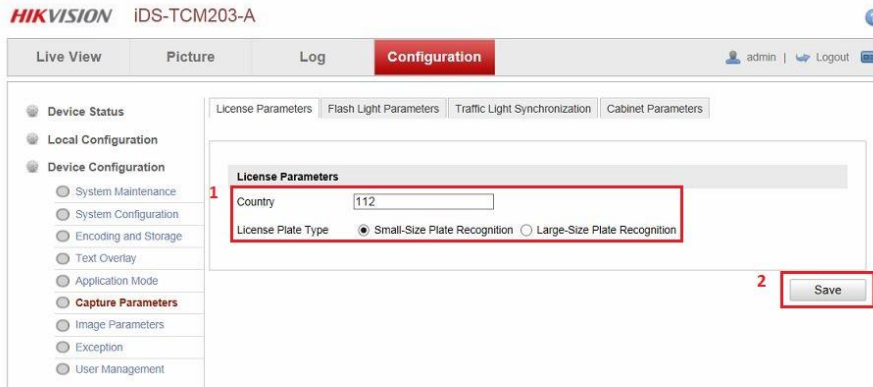 HIKVISION iDS-TCM203-A
Live View Picture Log Configuration admin | Logout
Device Status
Local Configuration
Device Configuration
System Maintenance
System Configuration
Encoding and Storage
Text Overlay
Application Mode
Capture Parameters
Image Parameters
Exception
User Management
License Parameters Flash Light Parameters Traffic Light Synchronization Cabinet Parameters
License Parameters
1
Country 112
License Plate Type Small-Size Plate Recognition Large-Size Plate Recognition
2
Save